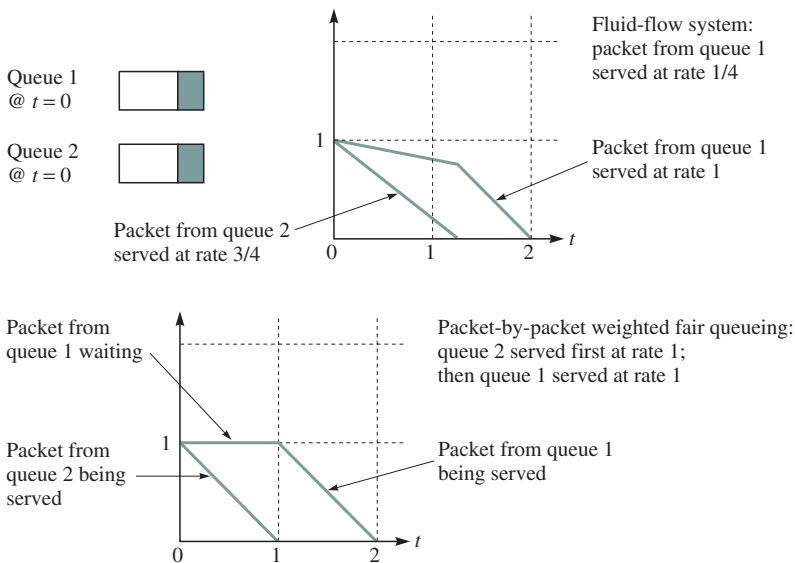 Queue 1
@ t = 0
Queue 2
@ t = 0
Fluid-flow system:
packet from queue 1
served at rate 1/4
1
Packet from queue 1
served at rate 1
Packet from queue 2
served at rate 3/4
0
1
2
t
Packet from
queue 1 waiting
Packet-by-packet weighted fair queueing:
queue 2 served first at rate 1;
then queue 1 served at rate 1
1
Packet from
queue 2 being
served
Packet from queue 1
being served
0
1
2
t